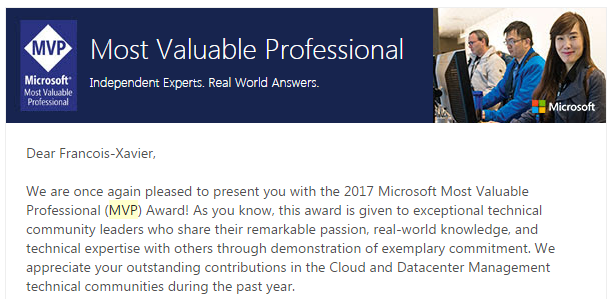 MVP
Microsoft®
Most Valuable
Professional
Most Valuable Professional
Independent Experts. Real World Answers.
Microsoft
Dear Francois-Xavier,
We are once again pleased to present you with the 2017 Microsoft Most Valuable
Professional (MVP) Award! As you know, this award is given to exceptional technical
community leaders who share their remarkable passion, real-world knowledge, and
technical expertise with others through demonstration of exemplary commitment. We
appreciate your outstanding contributions in the Cloud and Datacenter Management
technical communities during the past year.